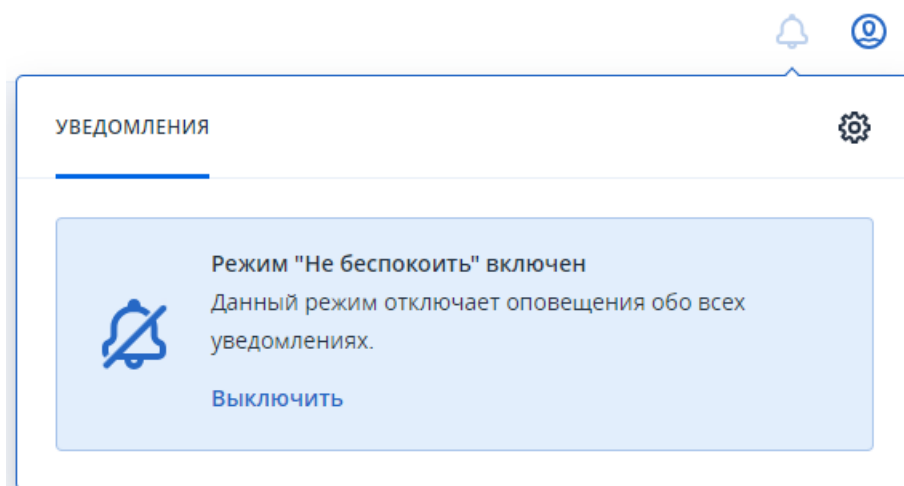 УВЕДОМЛЕНИЯ
Режим "Не беспокоить" включен
Данный режим отключает оповещения обо всех
уведомлениях.
Выключить